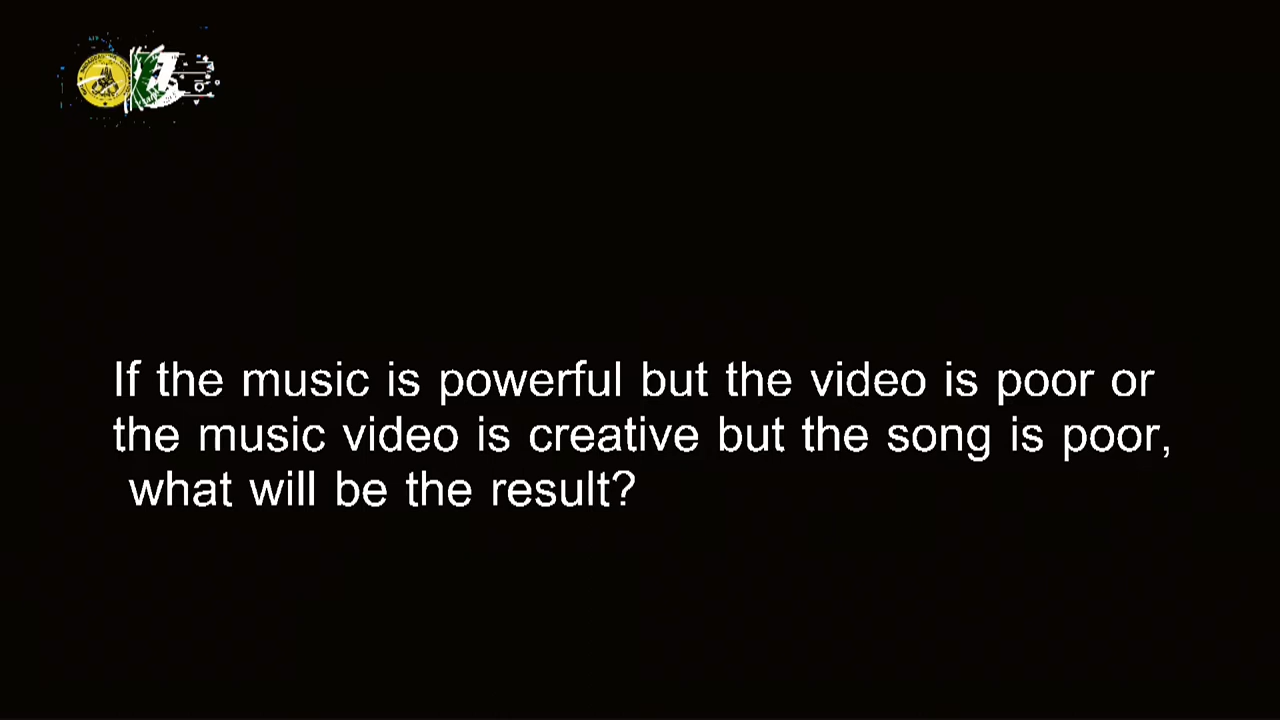 If the music is powerful but the video is poor or
the music video is creative but the song is poor,
what will be the result?